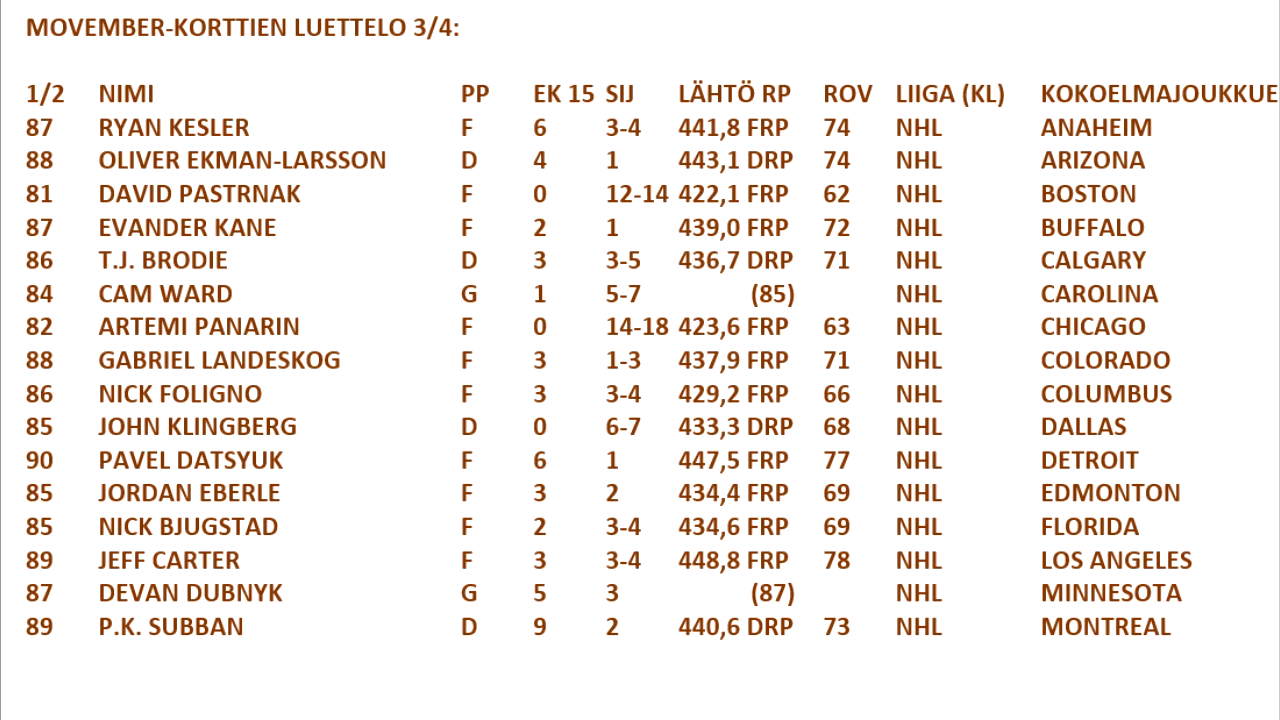 MOVEMBER-KORTTIEN LUETTELO 3/4:
1/2 NIMI PP EK 15 SIJ LÄHTÖ RP ROV LIIGA (KL) KOKOELMAJOUKKUE
87 RYAN KESLER F 6 3-4 441,8 FRP 74 NHL ANAHEIM
88 OLIVER EKMAN-LARSSON D 4 1 443,1 DRP 74 NHL ARIZONA
81 DAVID PASTRNAK F 0 12-14 422,1 FRP 62 NHL BOSTON
87 EVANDER KANE F 2 1 439,0 FRP 72 NHL BUFFALO
86 T.J. BRODIE D 3 3-5 436,7 DRP 71 NHL CALGARY
84 CAM WARD G 1 5-7 (85) NHL CAROLINA
82 ARTEMI PANARIN F 0 14-18 423,6 FRP 63 NHL CHICAGO
88 GABRIEL LANDESKOG F 3 1-3 437,9 FRP 71 NHL COLORADO
86 NICK FOLIGNO F 3 3-4 429,2 FRP 66 NHL COLUMBUS
85 JOHN KLINGBERG D 0 6-7 433,3 DRP 68 NHL DALLAS
90 PAVEL DATSYUK F 6 1 447,5 FRP 77 NHL DETROIT
85 JORDAN EBERLE F 3 2 434,4 FRP 69 NHL EDMONTON
85 NICK BJUGSTAD F 2 3-4 434,6 FRP 69 NHL FLORIDA
89 JEFF CARTER F 3 3-4 448,8 FRP 78 NHL LOS ANGELES
87 DEVAN DUBNYK G 5 3 (87) NHL MINNESOTA
89 P.K. SUBBAN D 9 2 440,6 DRP 73 NHL MONTREAL